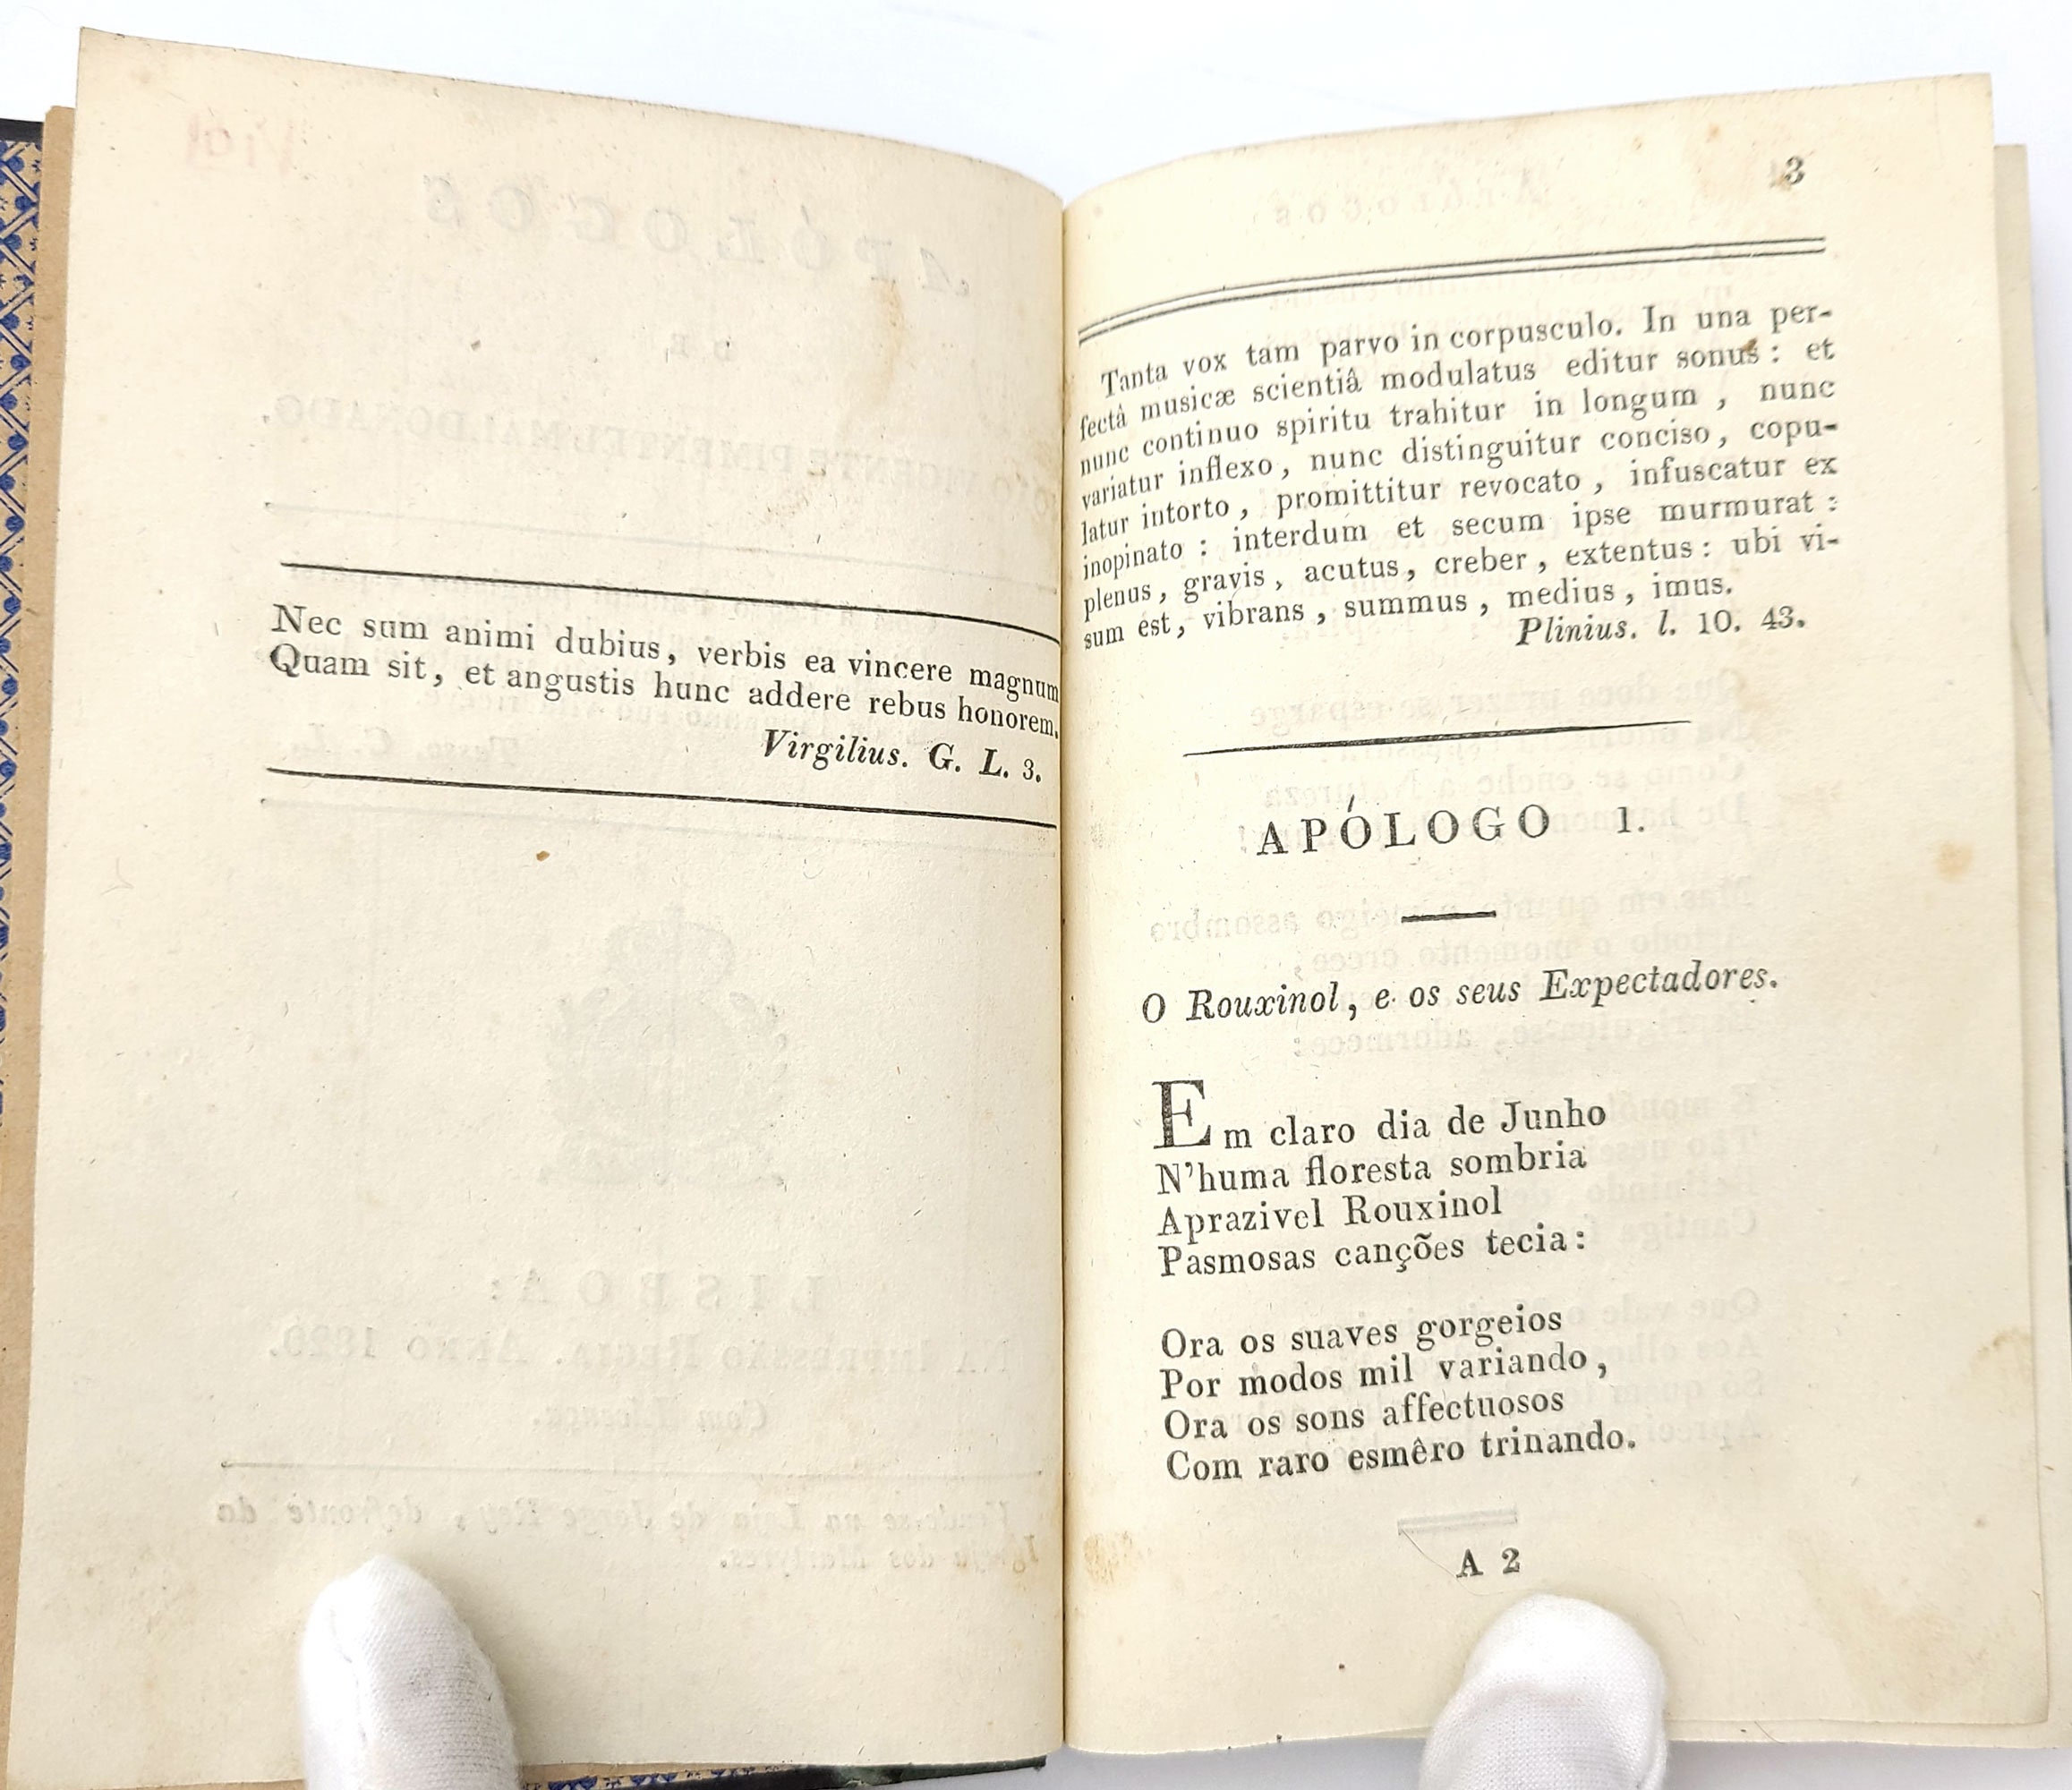 Nec sum animi dubius, verbis ea vincere magnum
Quam sit, et angustis hunc addere rebus honorem.
Virgilius. G. L. 3.
3
Tanta vox tam parvo in corpusculo. In una per-
fectâ musicæ scientiâ modulatus editur sonus: et
nunc continuo spiritu trahitur in longum, nunc
variatur inflexo, nunc distinguitur conciso, copu-
latur intorto, promittitur revocato, infuscatur ex
inopinato: interdum et secum ipse murmurat:
plenus, gravis, acutus, creber, extentus: ubi vi-
sum est, vibrans, summus, medius, imus.
Plinius. l. 10. 43.
APÓLOGO 1.
O Rouxinol, e os seus Expectadores.
Em claro dia de Junho
N'huma floresta sombria
Aprazivel Rouxinol
Pasmosas canções tecia:
Ora os suaves gorgeios
Por modos mil variando,
Ora os sons affectuosos
Com raro esmêro trinando.
A 2